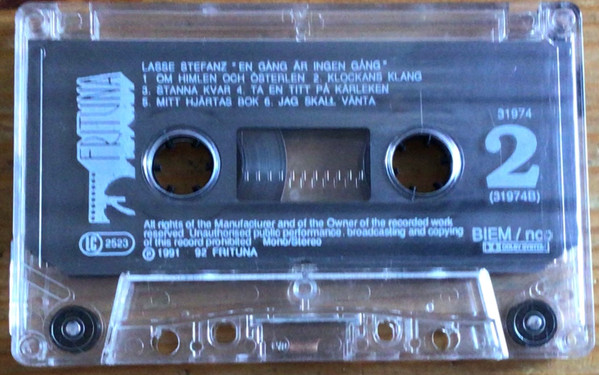 LASSE STEFANZ "EN GÅNG ÄR INGEN GÅNG"
1. OM HIMLEN OCH ÖSTERLEN 2. KLOCKANS KLANG
3. STANNA KVAR 4. TA EN TITT PÅ KÄRLEKEN
5. MITT HJÄRTAS BOK 6. JAG SKALL VÄNTA
FRITUNA
31974
2
(31974B)
All rights of the Manufacturer and of the Owner of the recorded work
reserved. Unauthorised public performance, broadcasting and copying
of this record prohibited Mono/Stereo
℗ 1991 - 92 FRITUNA
LC 2523
BIEM / ncb
DOLBY SYSTEM